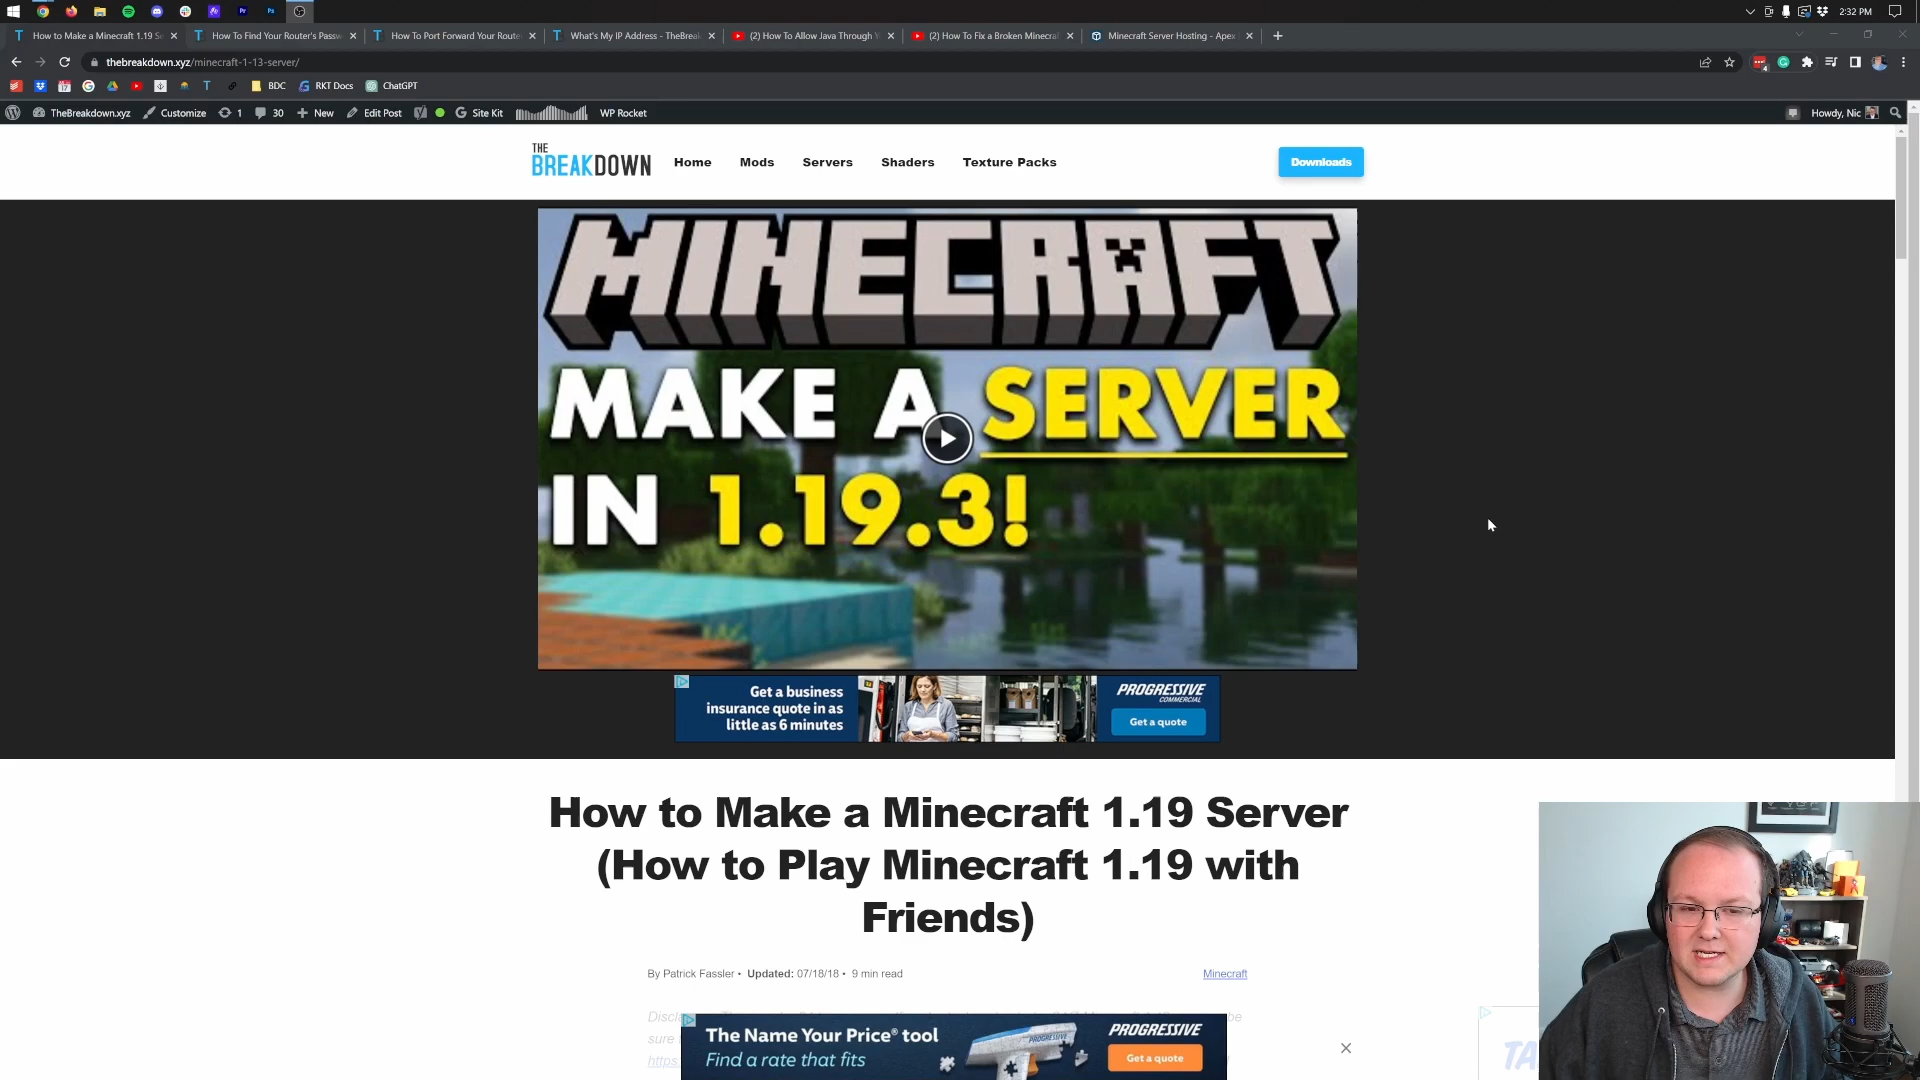 2:32 PM
How to Make a Minecraft 1.19 Se
How To Find Your Router's Passw
How To Port Forward Your Route
What's My IP Address - TheBreak
(2) How To Allow Java Through
(2) How To Fix a Broken Minecra
Minecraft Server Hosting - Apex
thebreakdown.xyz/minecraft-1-13-server/
BDC
RKT Docs
ChatGPT
TheBreakdown.xyz
Customize
1
30
New
Edit Post
Site Kit
WP Rocket
Howdy, Nic
THE
BREAKDOWN
Home
Mods
Servers
Shaders
Texture Packs
Downloads
MINECRAFT
MAKE A SERVER
IN 1.19.3!
Get a business
insurance quote in as
little as 6 minutes
PROGRESSIVE
COMMERCIAL
Get a quote
How to Make a Minecraft 1.19 Server
(How to Play Minecraft 1.19 with
Friends)
By Patrick Fassler • Updated: 07/18/18 • 9 min read
Minecraft
sure
https
The Name Your Price® tool
Find a rate that fits
PROGRESSIVE
Get a quote